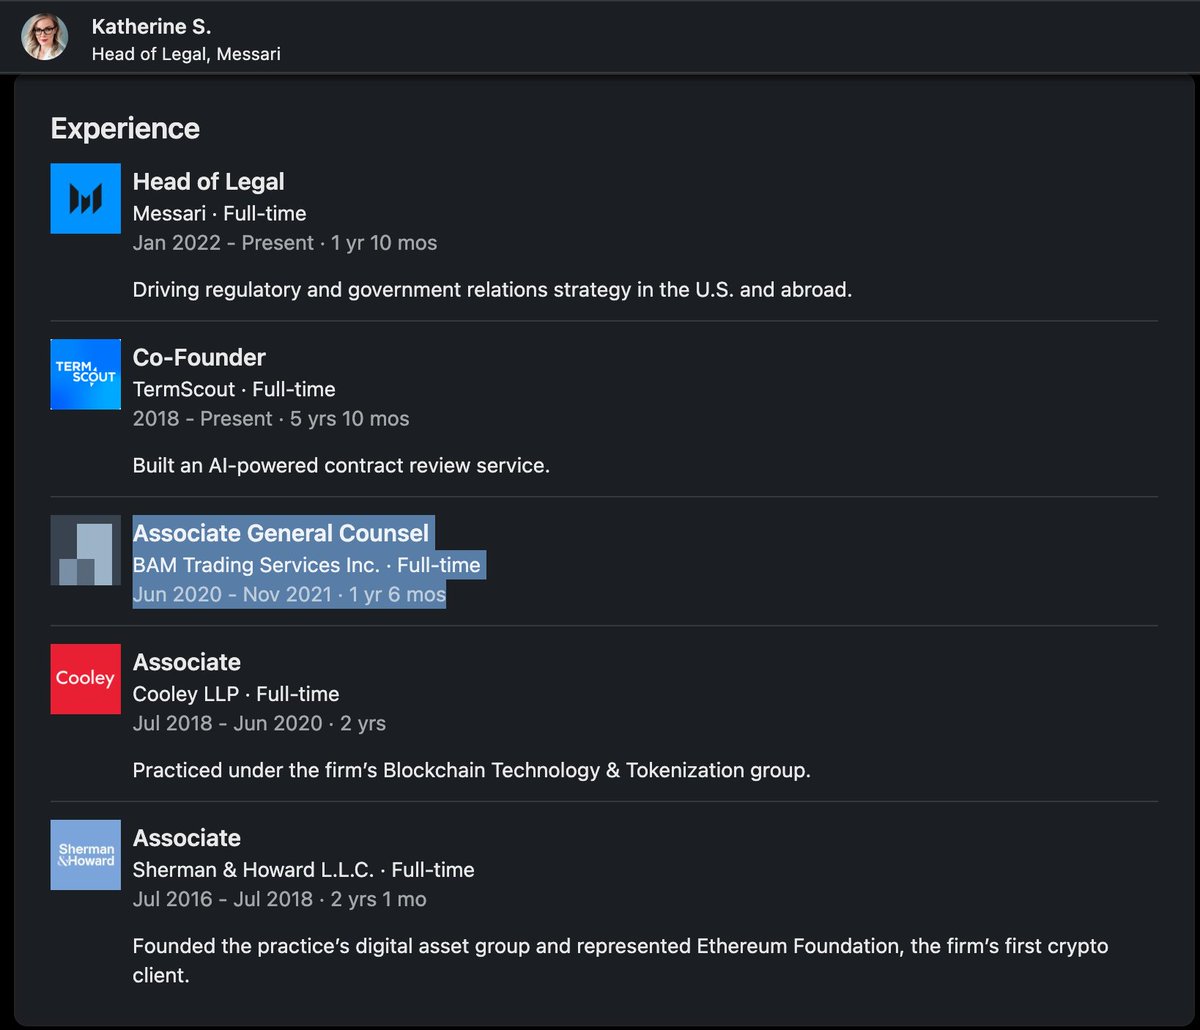 Katherine S.
Head of Legal, Messari
Experience
Head of Legal
Messari · Full-time
Jan 2022 - Present · 1 yr 10 mos
Driving regulatory and government relations strategy in the U.S. and abroad.
TERM
SCOUT
Co-Founder
TermScout · Full-time
2018 - Present · 5 yrs 10 mos
Built an AI-powered contract review service.
Associate General Counsel
BAM Trading Services Inc. · Full-time
Jun 2020 - Nov 2021 · 1 yr 6 mos
Cooley
Associate
Cooley LLP · Full-time
Jul 2018 - Jun 2020 · 2 yrs
Practiced under the firm’s Blockchain Technology & Tokenization group.
Sherman
&Howard
Associate
Sherman & Howard L.L.C. · Full-time
Jul 2016 - Jul 2018 · 2 yrs 1 mo
Founded the practice’s digital asset group and represented Ethereum Foundation, the firm’s first crypto
client.